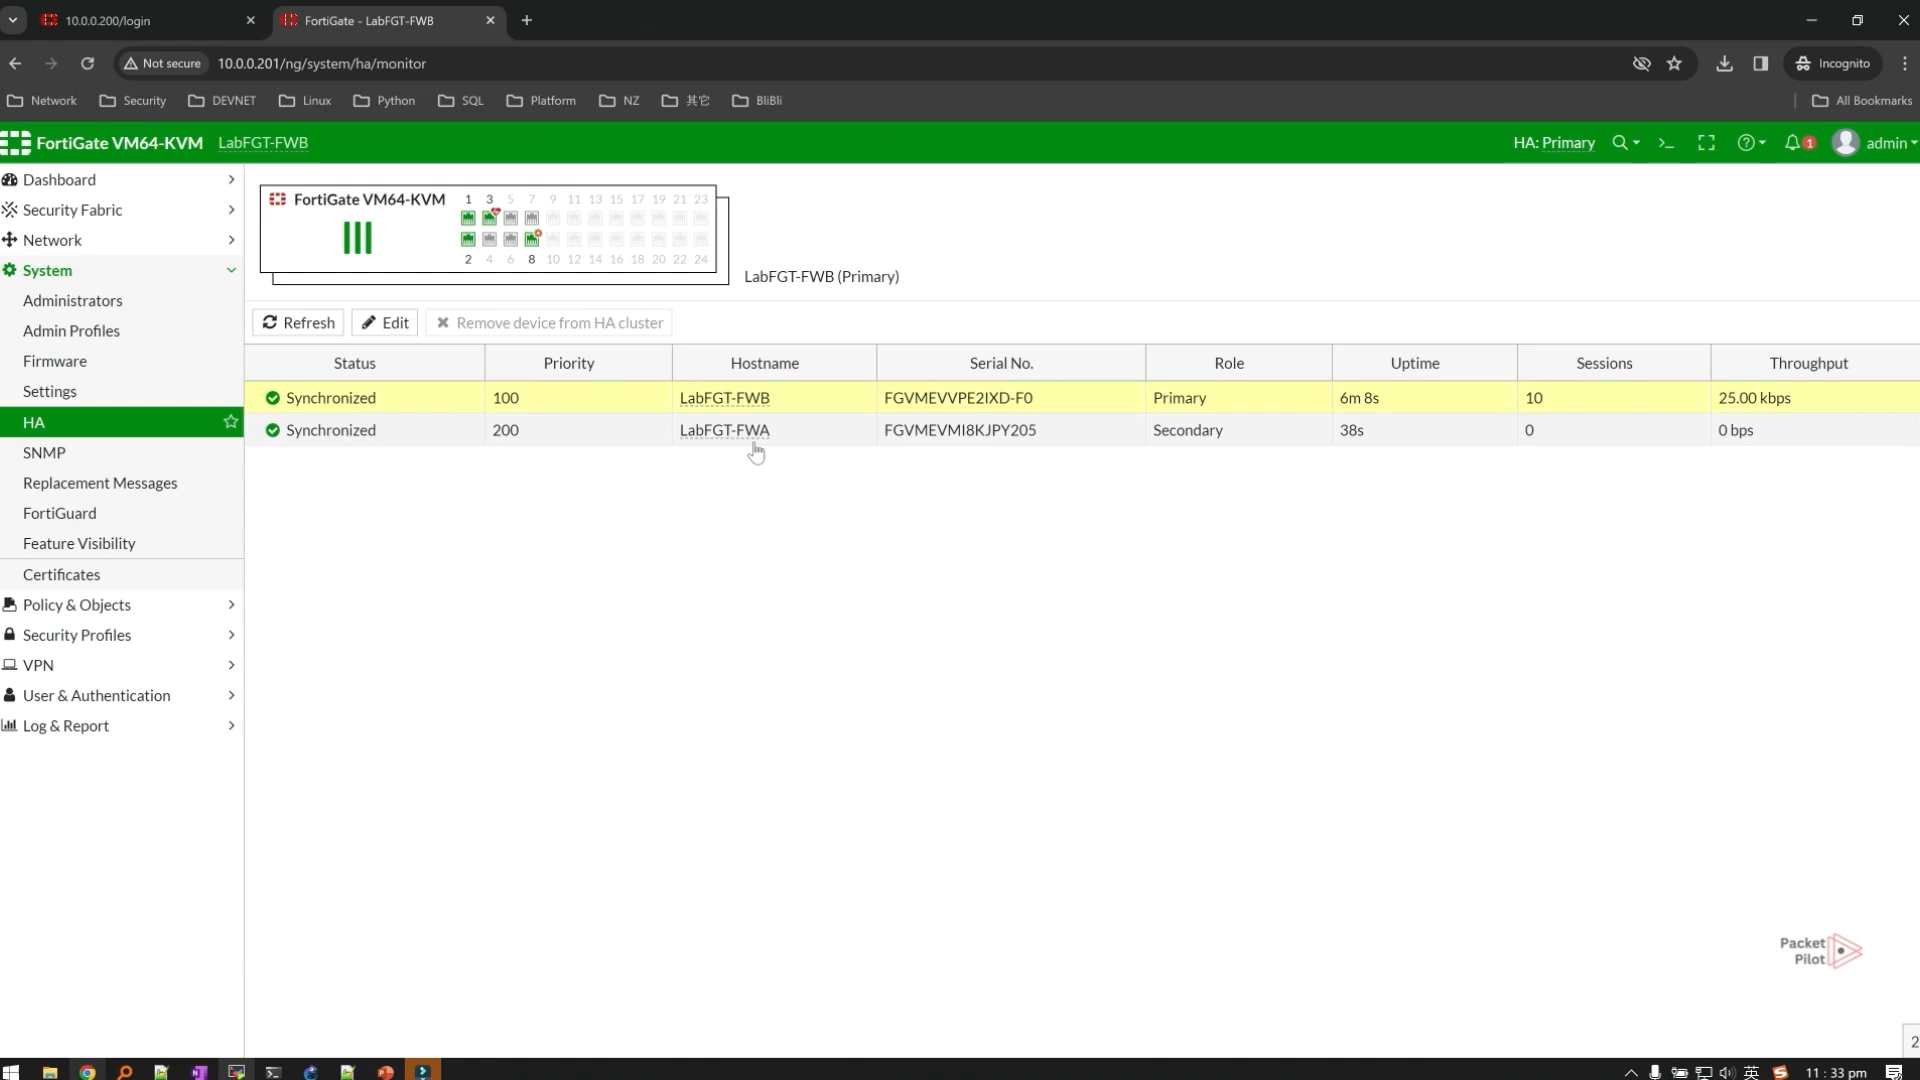 10.0.0.200/login
FortiGate - LabFGT-FWB
Not secure 10.0.0.201/ng/system/ha/monitor
Incognito
Network Security DEVNET Linux Python SQL Platform NZ 其它 BliBli All Bookmarks
FortiGate VM64-KVM LabFGT-FWB HA: Primary 1 admin
Dashboard
Security Fabric
Network
System
Administrators
Admin Profiles
Firmware
Settings
HA
SNMP
Replacement Messages
FortiGuard
Feature Visibility
Certificates
Policy & Objects
Security Profiles
VPN
User & Authentication
Log & Report
FortiGate VM64-KVM
1 3 5 7 9 11 13 15 17 19 21 23
2 4 6 8 10 12 14 16 18 20 22 24
LabFGT-FWB (Primary)
Refresh Edit Remove device from HA cluster
Status Priority Hostname Serial No. Role Uptime Sessions Throughput
Synchronized 100 LabFGT-FWB FGVMEVVPE2IXD-F0 Primary 6m 8s 10 25.00 kbps
Synchronized 200 LabFGT-FWA FGVMEVMI8KJPY205 Secondary 38s 0 0 bps
Packet
Pilot
2
英 11 : 33 pm